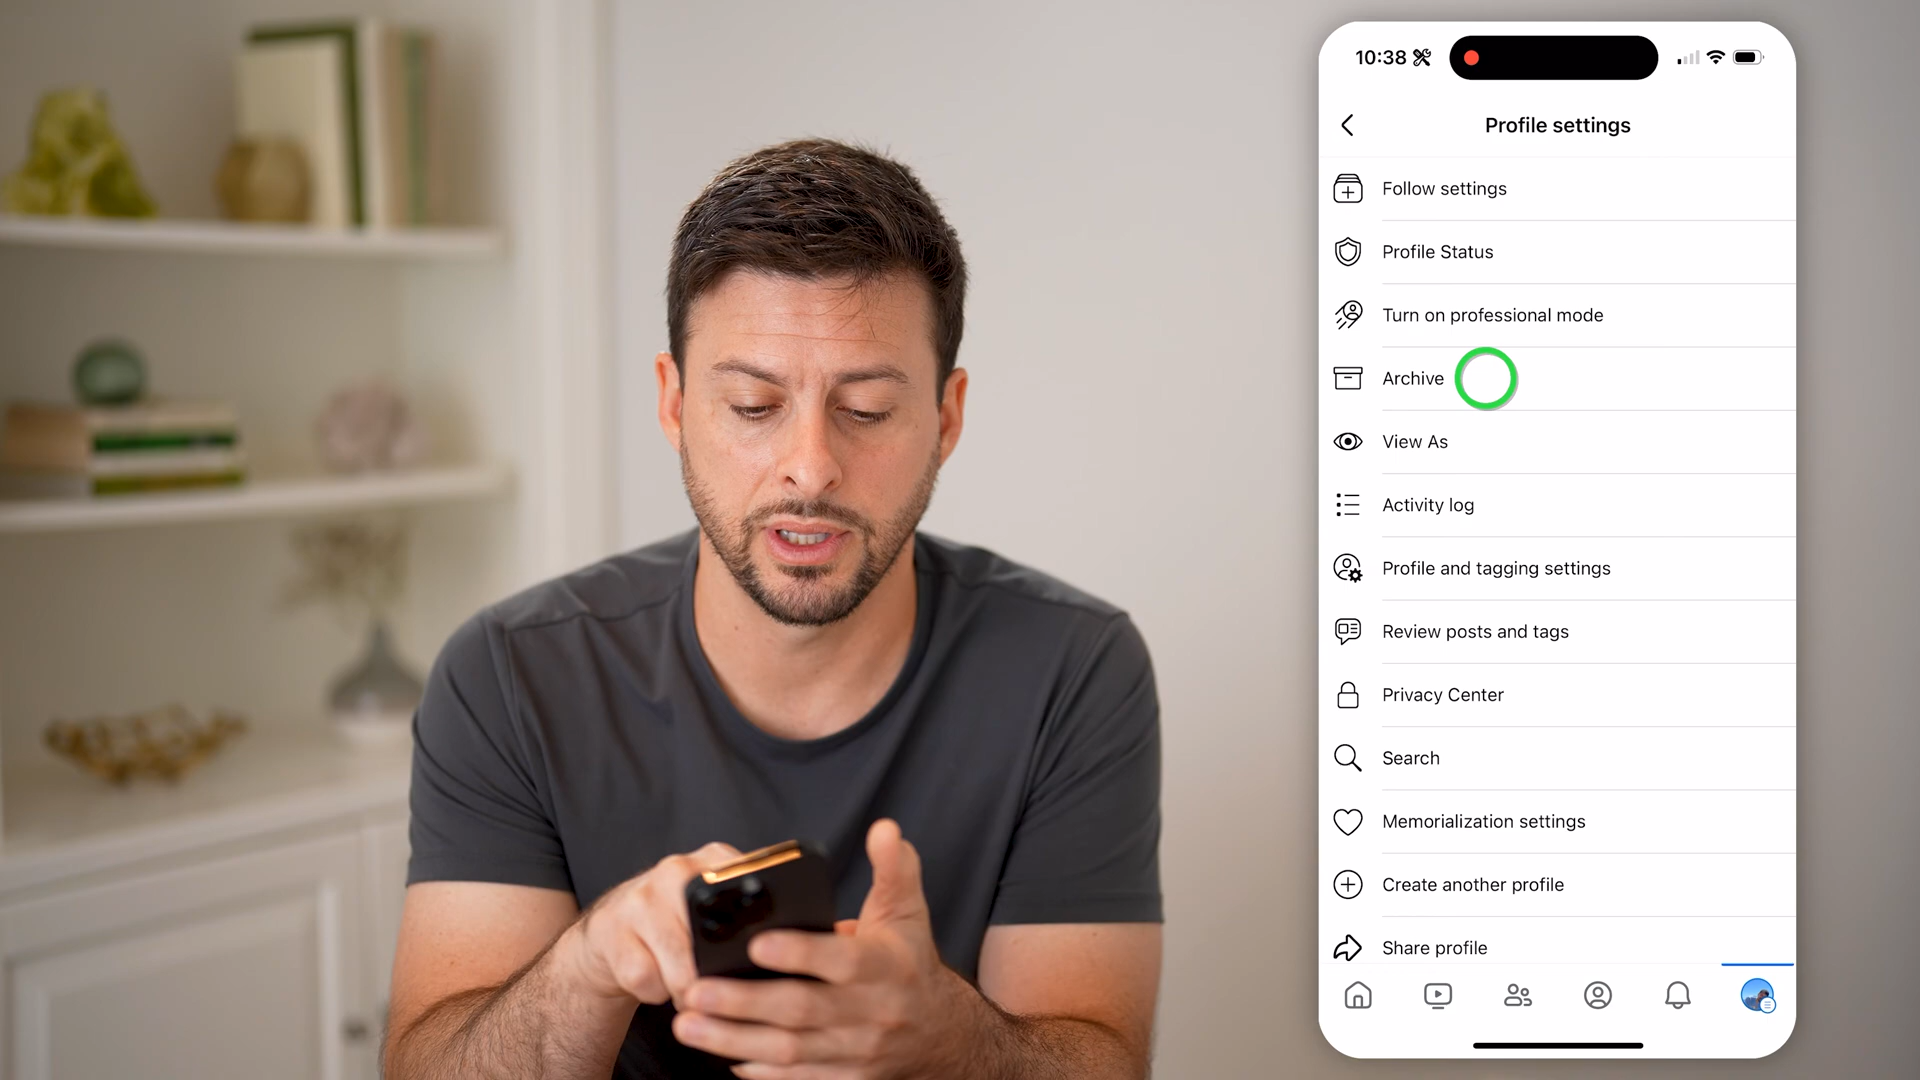 10:38
Profile settings
Follow settings
Profile Status
Turn on professional mode
Archive
View As
Activity log
Profile and tagging settings
Review posts and tags
Privacy Center
Search
Memorialization settings
Create another profile
Share profile